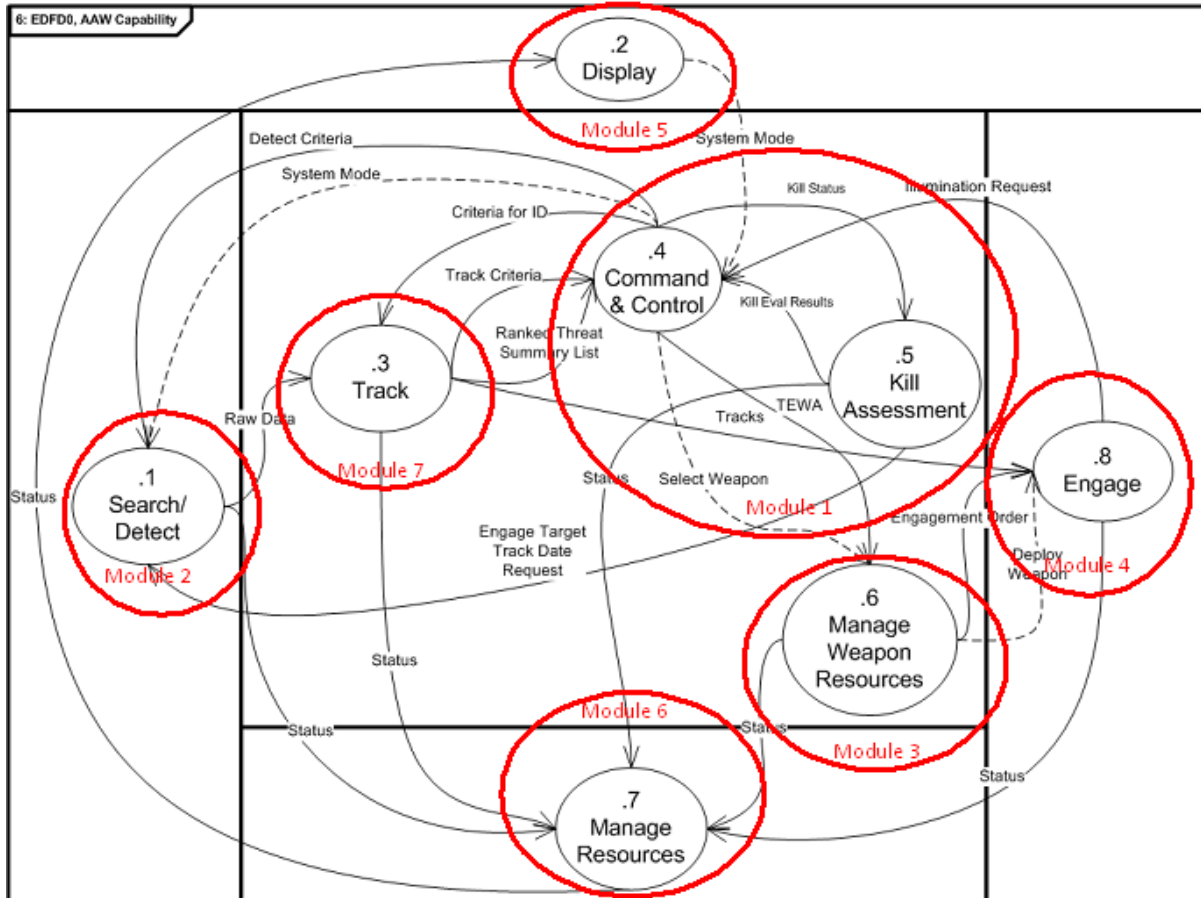 6: EDFD0, AAW Capability
.2
Display
Module 5
Detect Criteria
System Mode
System Mode
Kill Status
Illumination Request
Criteria for ID
.4
Command
& Control
Track Criteria
Kill Eval Results
Ranked Threat
Summary List
.3
Track
.5
Kill
Assessment
TEWA
Tracks
Raw Data
Module 7
.8
Engage
.1
Search/
Detect
Status
Status
Select Weapon
Module 1
Engagement Order
Engage Target
Track Date
Request
Deploy
Weapon
Module 4
Module 2
.6
Manage
Weapon
Resources
Status
Module 6
Status
Status
Module 3
.7
Manage
Resources
Status